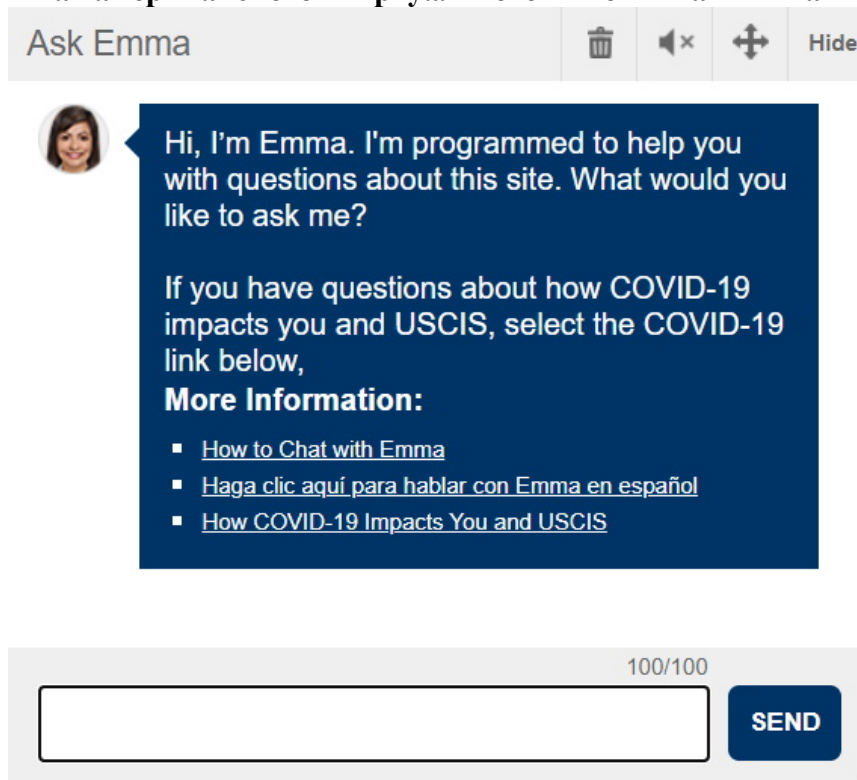 Ask Emma
Hide
Hi, I’m Emma. I'm programmed to help you
with questions about this site. What would you
like to ask me?
If you have questions about how COVID-19
impacts you and USCIS, select the COVID-19
link below,
More Information:
How to Chat with Emma
Haga clic aquí para hablar con Emma en español
How COVID-19 Impacts You and USCIS
100/100
SEND